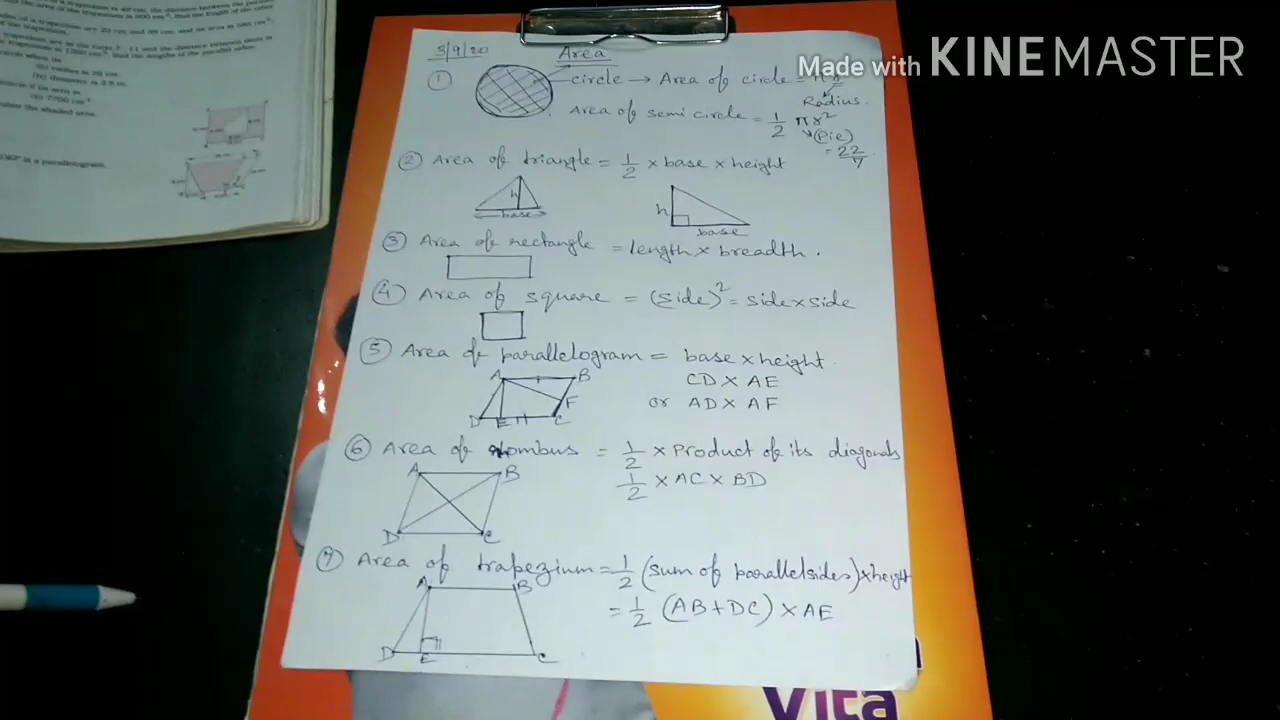 Made with KINEMASTER
3/9/20
Area
① circle → Area of circle =
Radius.
Area of semi circle = 1/2 πr²
(Pie)
= 22/7
② Area of triangle = 1/2 × base × height
h
base
h
base
③ Area of rectangle = length × breadth.
④ Area of square = (side)² = side × side
⑤ Area of parallelogram = base × height
A B
CD × AE
F
or AD × AF
D E C
⑥ Area of rhombus = 1/2 × product of its diagonals
A B
1/2 × AC × BD
D C
⑦ Area of trapezium = 1/2 (sum of parallel sides) × height
A B
= 1/2 (AB + DC) × AE
D E C
Vita